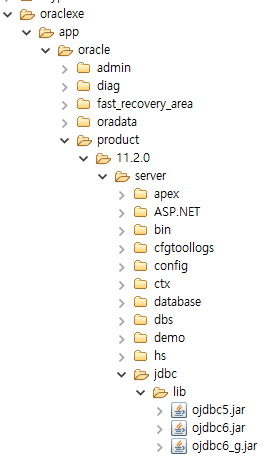 oraclexe
app
oracle
admin
diag
fast_recovery_area
oradata
product
11.2.0
server
apex
ASP.NET
bin
cfgtoollogs
config
ctx
database
dbs
demo
hs
jdbc
lib
ojdbc5.jar
ojdbc6.jar
ojdbc6_g.jar